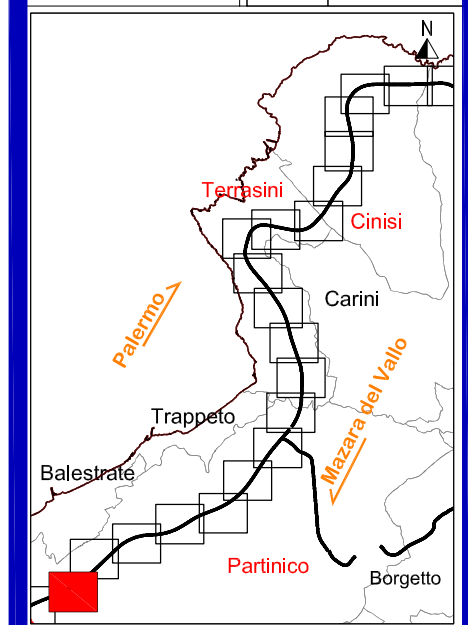 N
Terrasini
Cinisi
Carini
Palermo
Mazara del Vallo
Trappeto
Balestrate
Partinico
Borgetto